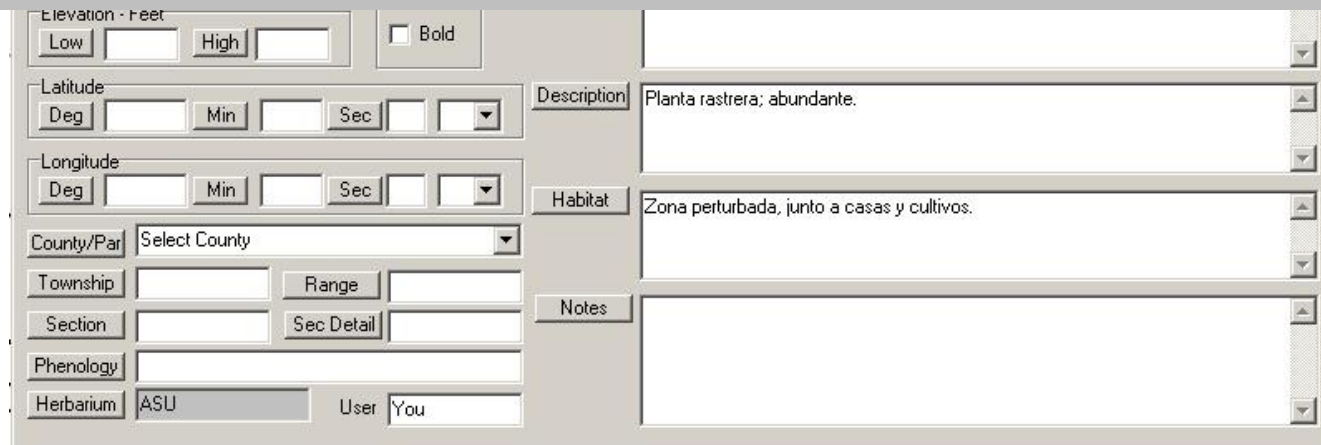 Elevation - Feet
Low High Bold
Latitude
Deg Min Sec
Longitude
Deg Min Sec
County/Par Select County
Township Range
Section Sec Detail
Phenology
Herbarium ASU User You
Description Planta rastrera; abundante.
Habitat Zona perturbada, junto a casas y cultivos.
Notes